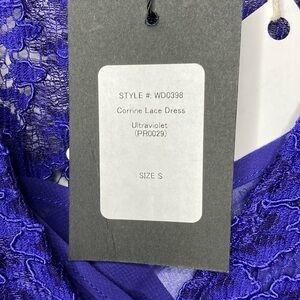 STYLE #: WD0398
Corrine Lace Dress
Ultraviolet
(PR0029)
SIZE S